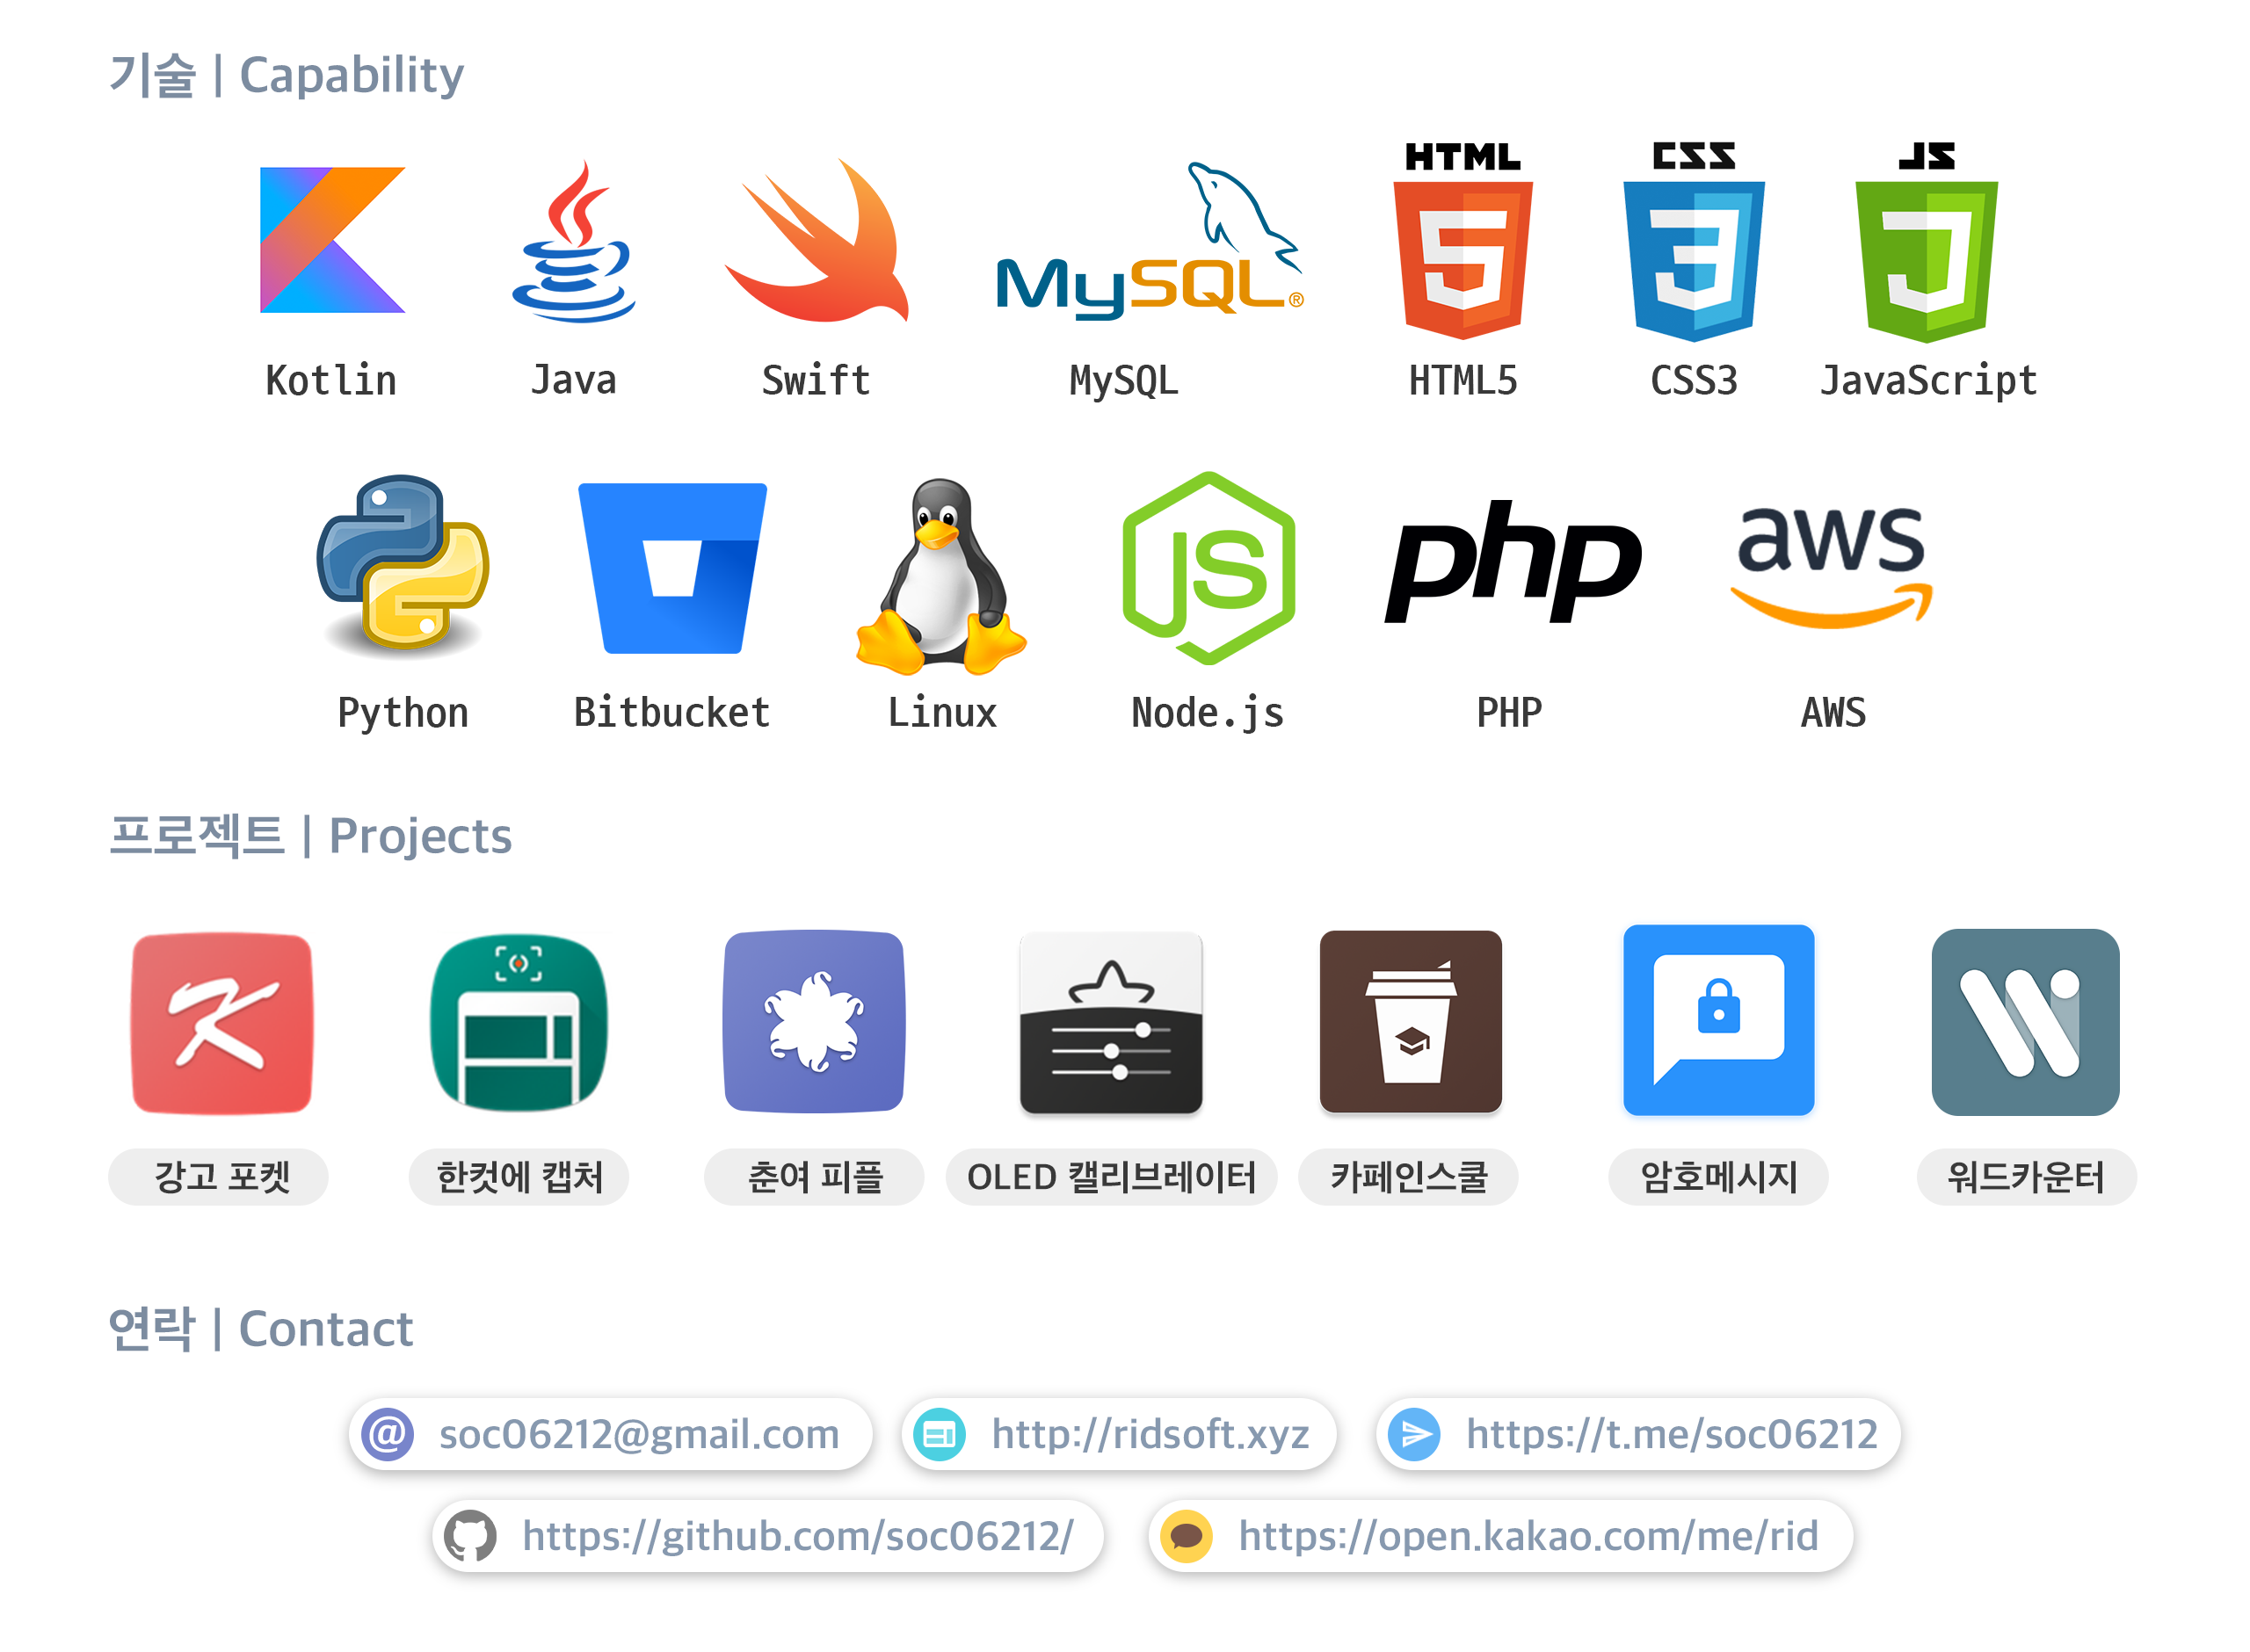 기술 | Capability
HTML CSS JS
MySQL®
Kotlin Java Swift MySQL HTML5 CSS3 JavaScript
JS php aws
Python Bitbucket Linux Node.js PHP AWS
프로젝트 | Projects
강고 포켓 한컷에 캡처 춘여 피플 OLED 캘리브레이터 카페인스쿨 암호메시지 워드카운터
연락 | Contact
@ soc06212@gmail.com http://ridsoft.xyz https://t.me/soc06212
https://github.com/soc06212/ https://open.kakao.com/me/rid